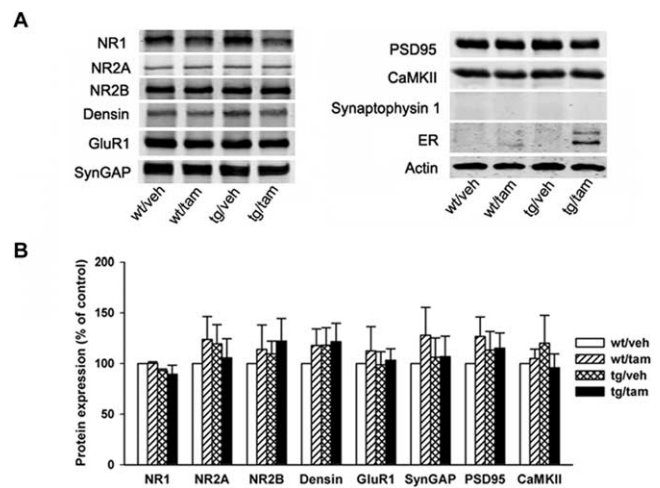 A
NR1
NR2A
NR2B
Densin
GluR1
SynGAP
wt/veh
wt/tam
tg/veh
tg/tam
PSD95
CaMKII
Synaptophysin 1
ER
Actin
wt/veh
wt/tam
tg/veh
tg/tam
B
Protein expression (% of control)
200
150
100
50
0
NR1 NR2A NR2B Densin GluR1 SynGAP PSD95 CaMKII
wt/veh
wt/tam
tg/veh
tg/tam